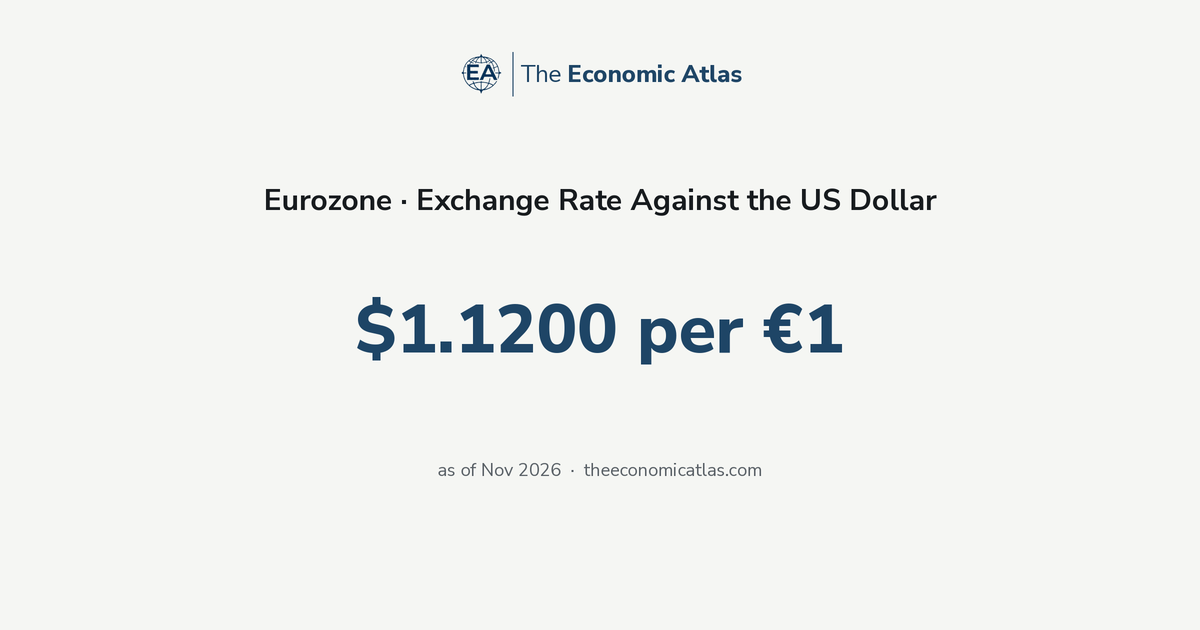 EA The Economic Atlas
Eurozone · Exchange Rate Against the US Dollar
$1.1200 per €1
as of Nov 2026 · theeconomicatlas.com